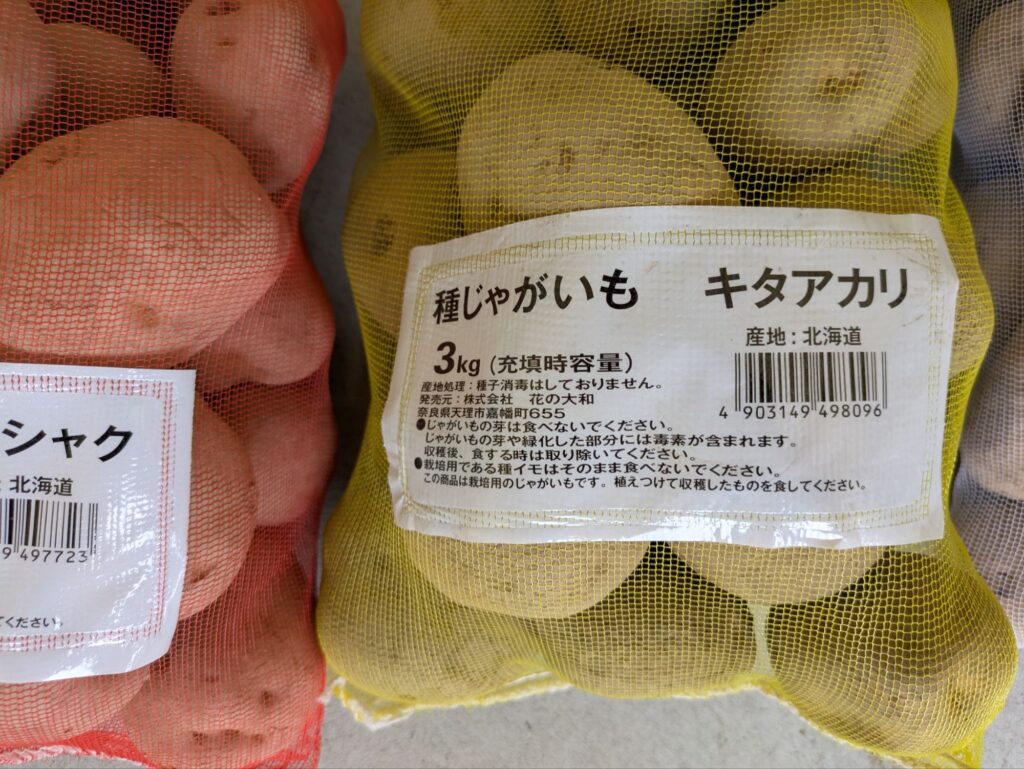 種じゃがいも キタアカリ
産地:北海道
3kg (充填時容量)
産地処理:種子消毒はしておりません。
発売元:株式会社 花の大和
奈良県天理市嘉幡町655
4 903149 498096
●じゃがいもの芽は食べないでください。
じゃがいもの芽や緑化した部分には毒素が含まれます。
収穫後、食する時は取り除いてください。
●栽培用である種イモはそのまま食べないでください。
この商品は栽培用のじゃがいもです。植えつけて収穫したものを食してください。
シャク
:北海道
9 497723
てください。